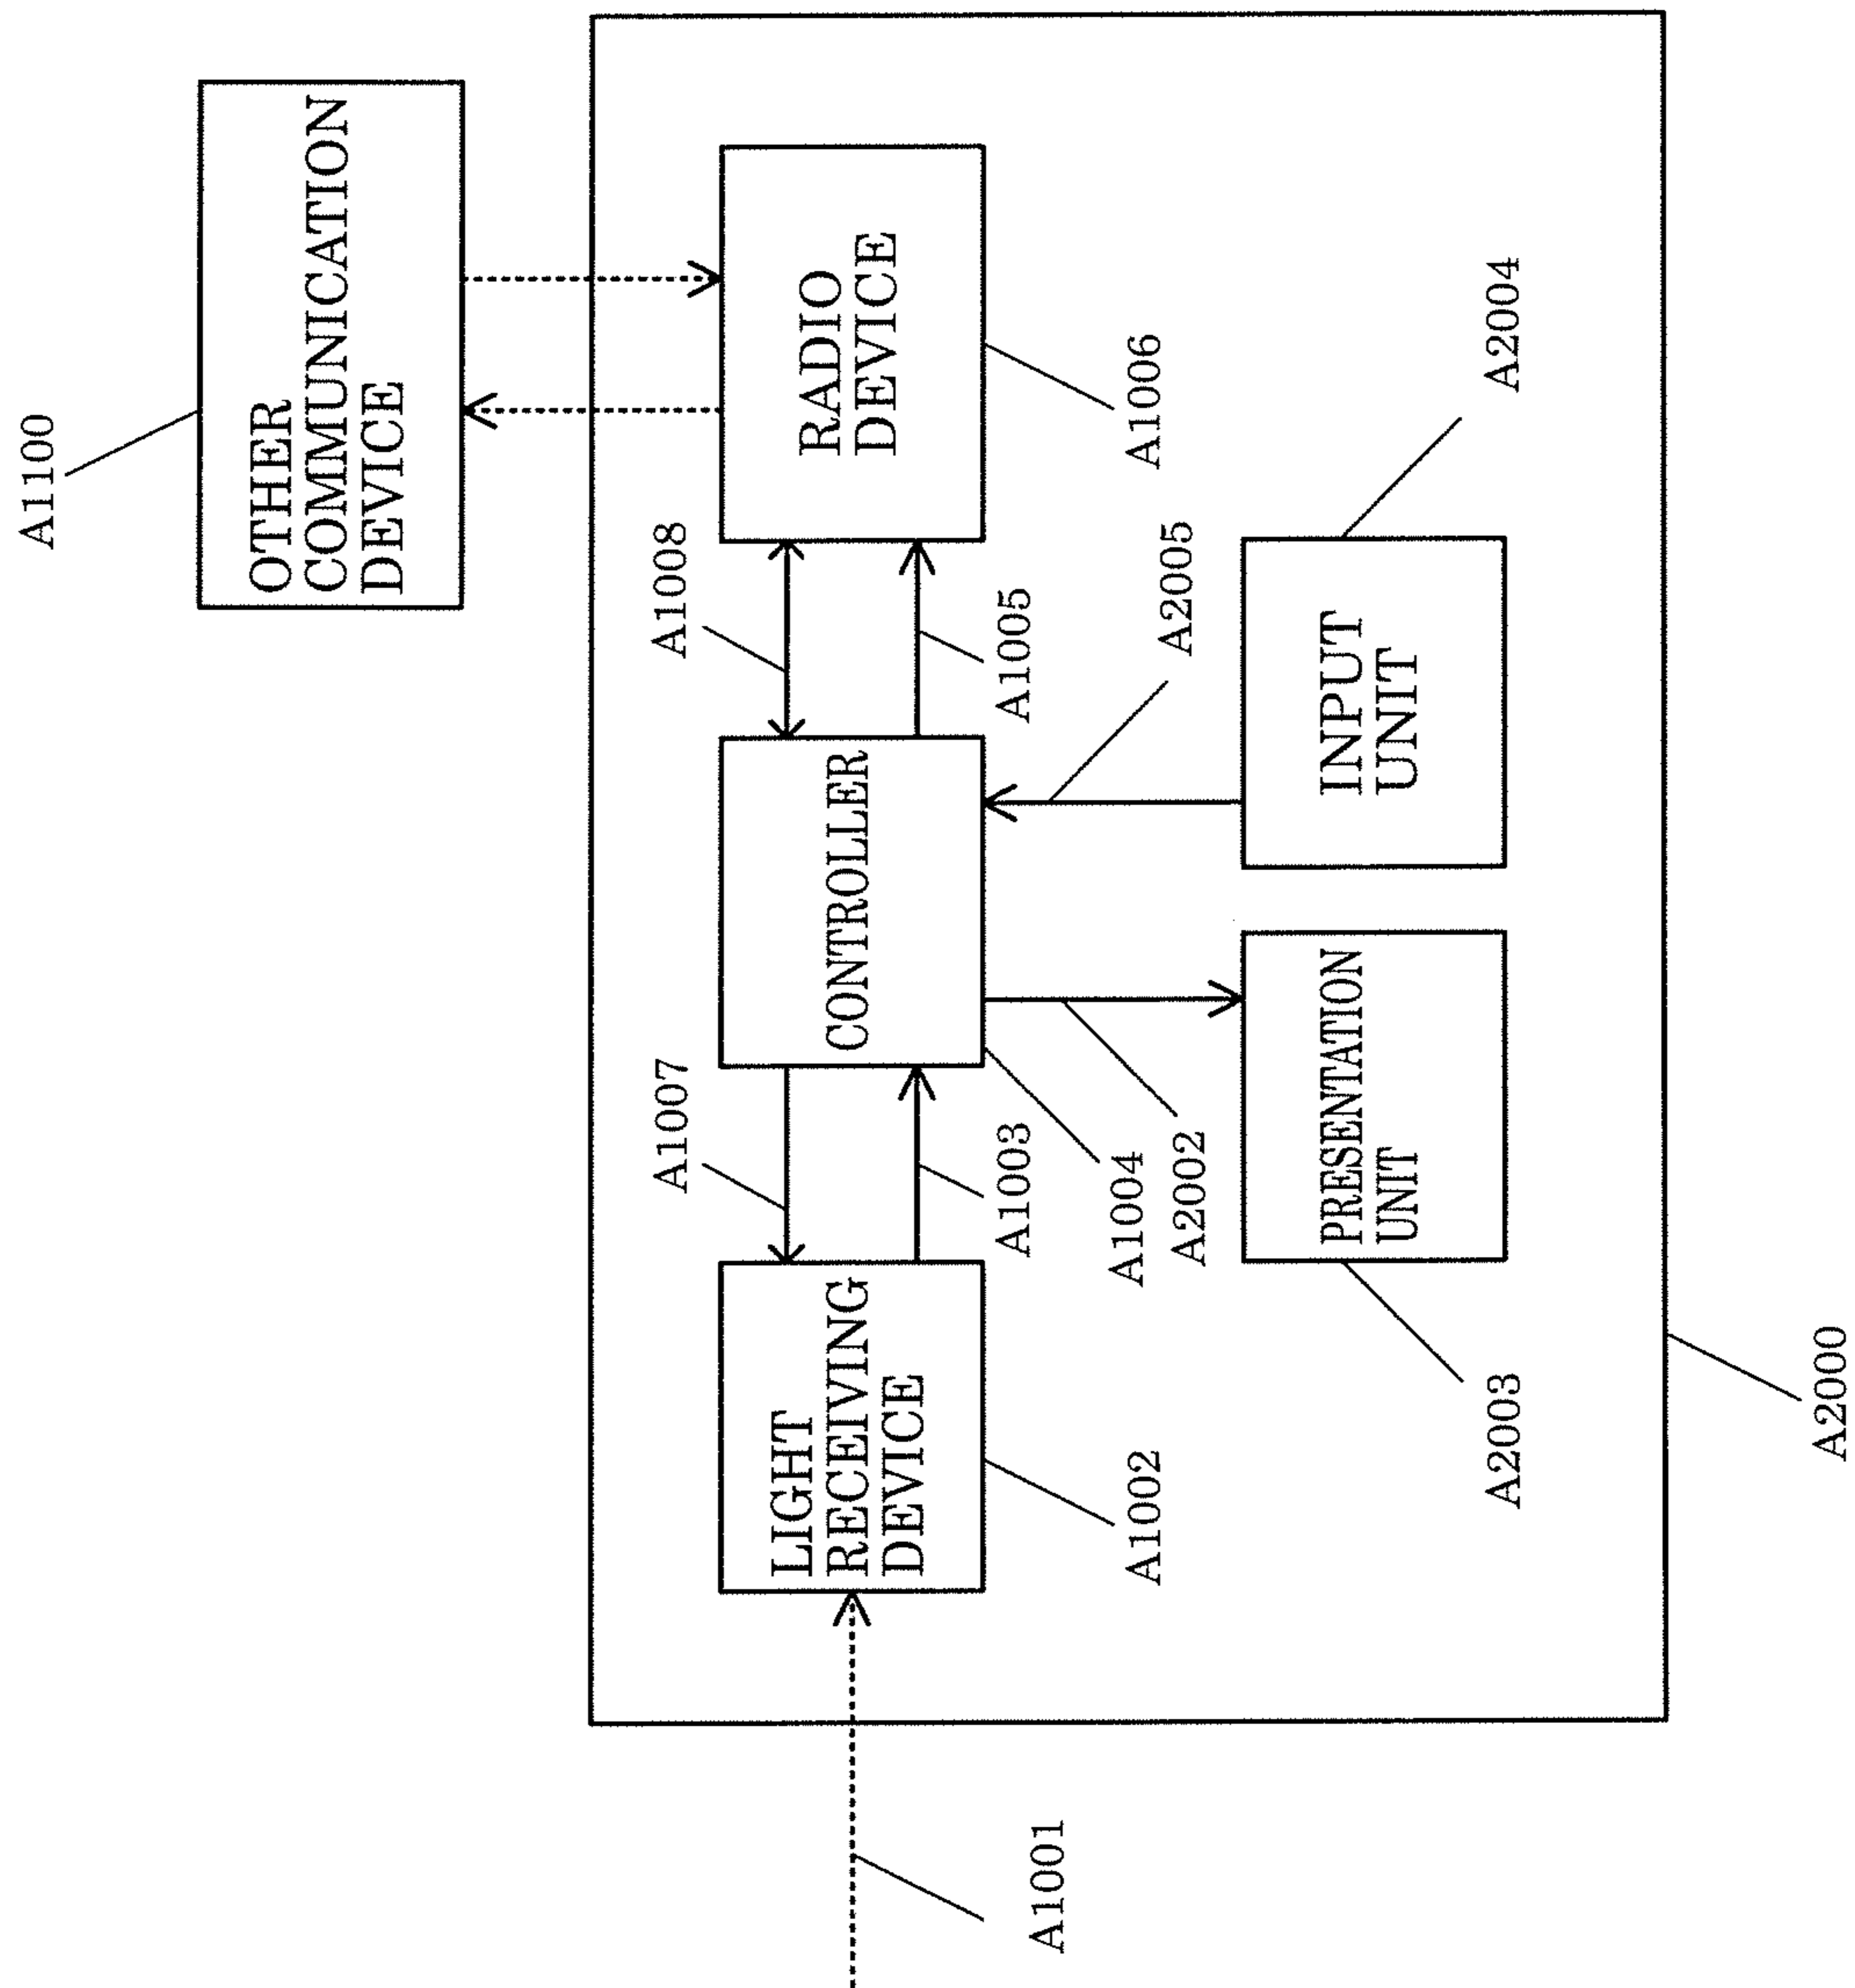 A1100
OTHER
COMMUNICATION
DEVICE
A1007
A1008
LIGHT
RECEIVING
DEVICE
CONTROLLER
RADIO
DEVICE
A1001
A1002
A1003
A1004
A1005
A1006
A2002
A2005
PRESENTATION
UNIT
INPUT
UNIT
A2003
A2004
A2000